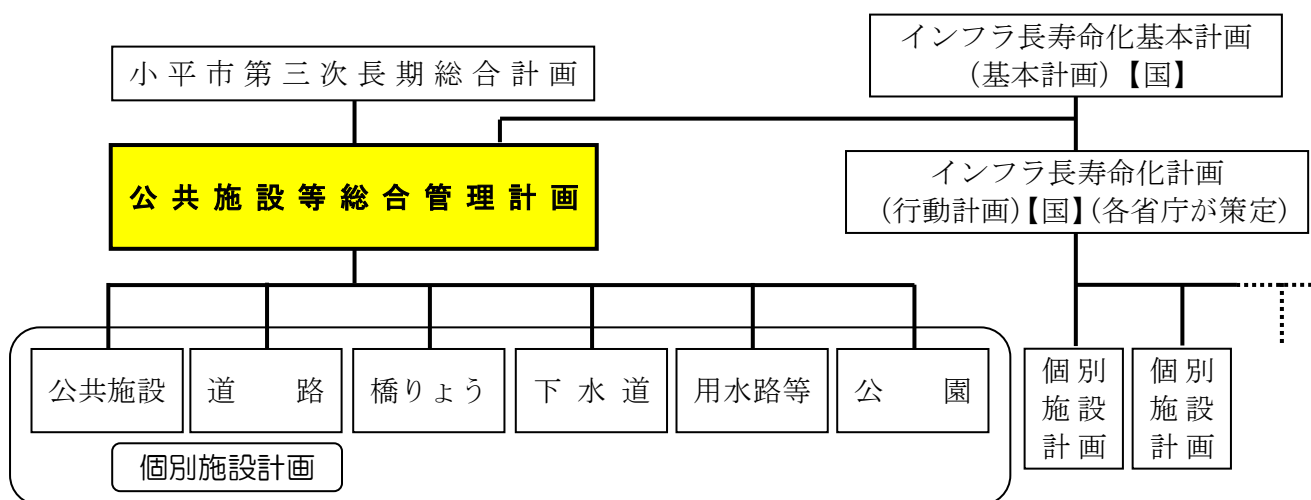 小平市第三次長期総合計画
インフラ長寿命化基本計画
(基本計画)【国】
公共施設等総合管理計画
インフラ長寿命化計画
(行動計画)【国】(各省庁が策定)
公共施設
道路
橋りょう
下水道
用水路等
公園
個別施設計画
個別
施設
計画
個別
施設
計画